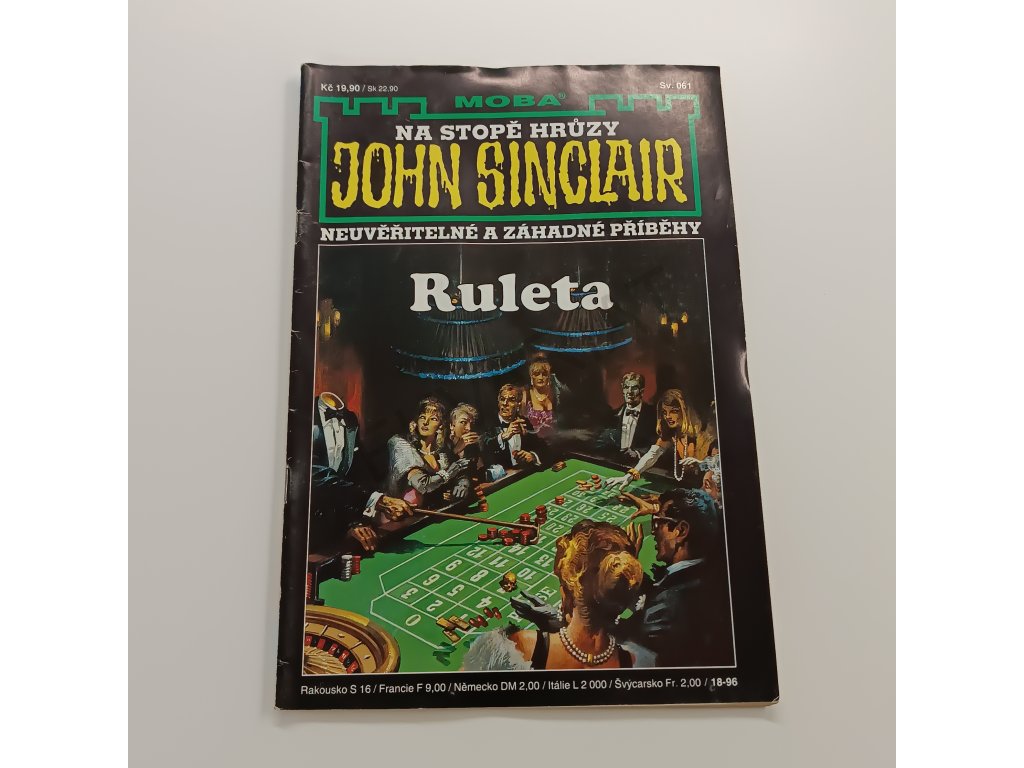 Kč 19,90 / Sk 22.90
Sv. 061
MOBA®
NA STOPĚ HRŮZY
JOHN SINCLAIR
NEUVĚŘITELNÉ A ZÁHADNÉ PŘÍBĚHY
Ruleta
Rakousko S 16 / Francie F 9,00 / Německo DM 2,00 / Itálie L 2 000 / Švýcarsko Fr. 2,00 / 18-96